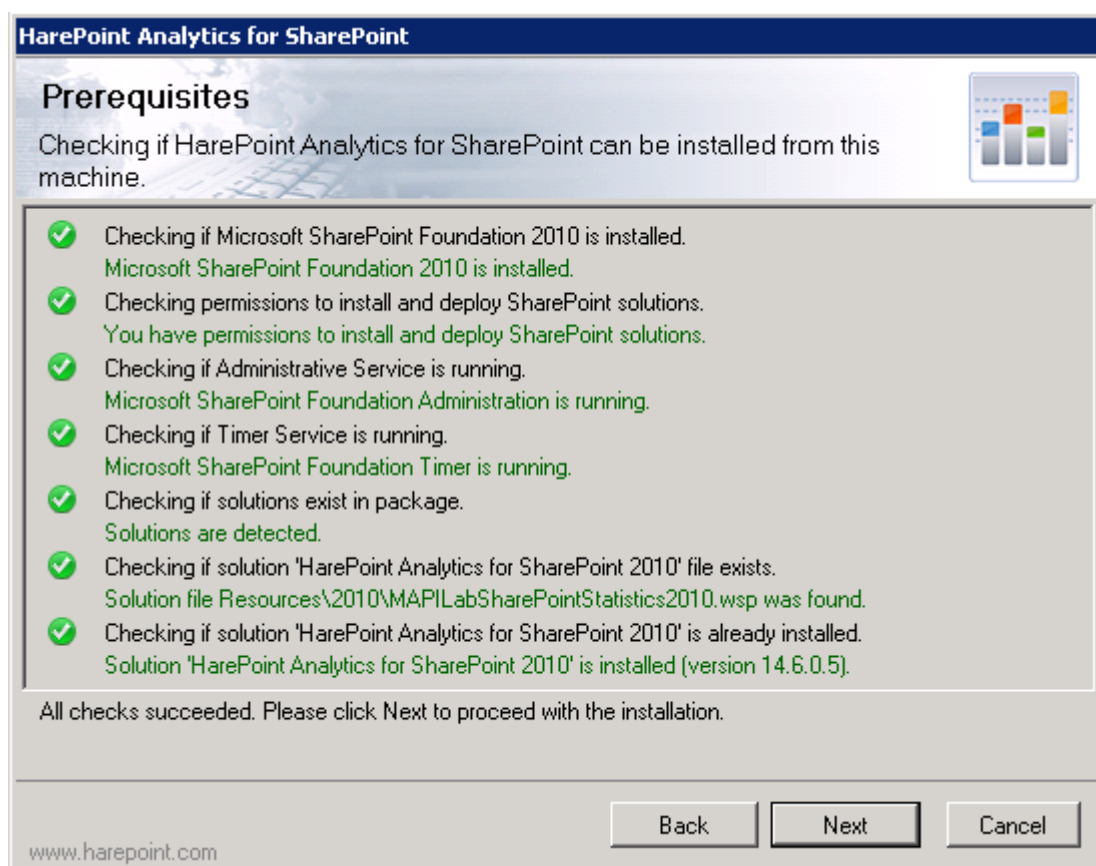 HarePoint Analytics for SharePoint
Prerequisites
Checking if HarePoint Analytics for SharePoint can be installed from this
machine.
Checking if Microsoft SharePoint Foundation 2010 is installed.
Microsoft SharePoint Foundation 2010 is installed.
Checking permissions to install and deploy SharePoint solutions.
You have permissions to install and deploy SharePoint solutions.
Checking if Administrative Service is running.
Microsoft SharePoint Foundation Administration is running.
Checking if Timer Service is running.
Microsoft SharePoint Foundation Timer is running.
Checking if solutions exist in package.
Solutions are detected.
Checking if solution 'HarePoint Analytics for SharePoint 2010' file exists.
Solution file Resources\2010\MAPILabSharePointStatistics2010.wsp was found.
Checking if solution 'HarePoint Analytics for SharePoint 2010' is already installed.
Solution 'HarePoint Analytics for SharePoint 2010' is installed (version 14.6.0.5).
All checks succeeded. Please click Next to proceed with the installation.
Back
Next
Cancel
www.harepoint.com